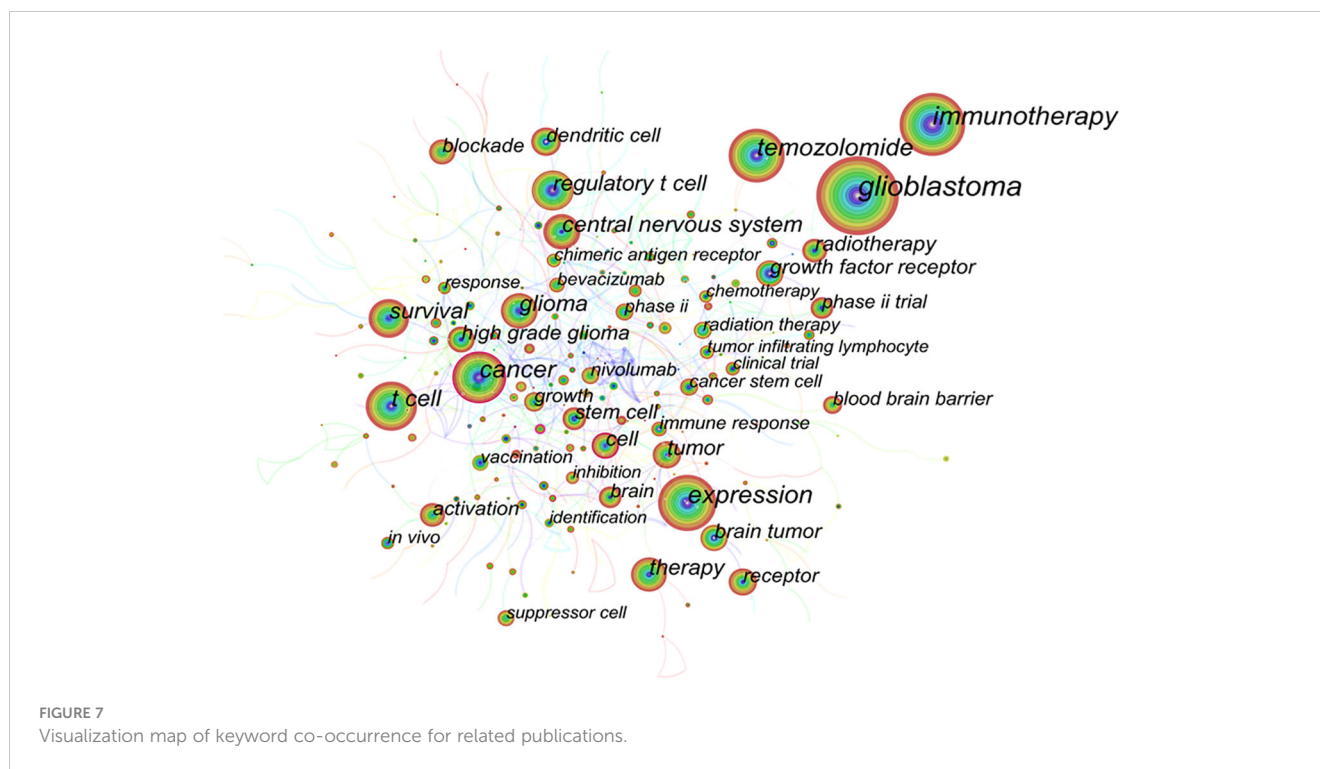 immunotherapy
dendritic cell
blockade
temozolomide
regulatory t cell
glioblastoma
central nervous system
radiotherapy
chimeric antigen receptor
growth factor receptor
response
bevacizumab
chemotherapy
survival
glioma
phase ii
phase ii trial
high grade glioma
radiation therapy
tumor infiltrating lymphocyte
clinical trial
cancer
nivolumab
cancer stem cell
t cell
growth
blood brain barrier
stem cell
immune response
cell
tumor
vaccination
inhibition
brain
expression
activation
identification
in vivo
brain tumor
therapy
receptor
suppressor cell
FIGURE 7
Visualization map of keyword co-occurrence for related publications.